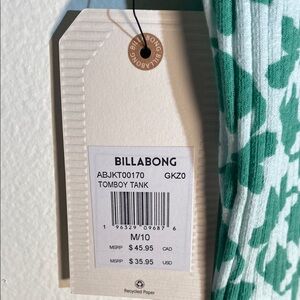 BILLABONG
BILLABONG
ABJKT00170 GKZ0
TOMBOY TANK
1 96329 09687 6
M/10
MSRP $ 45.95 CAD
MSRP $ 35.95 USD
Recycled Paper